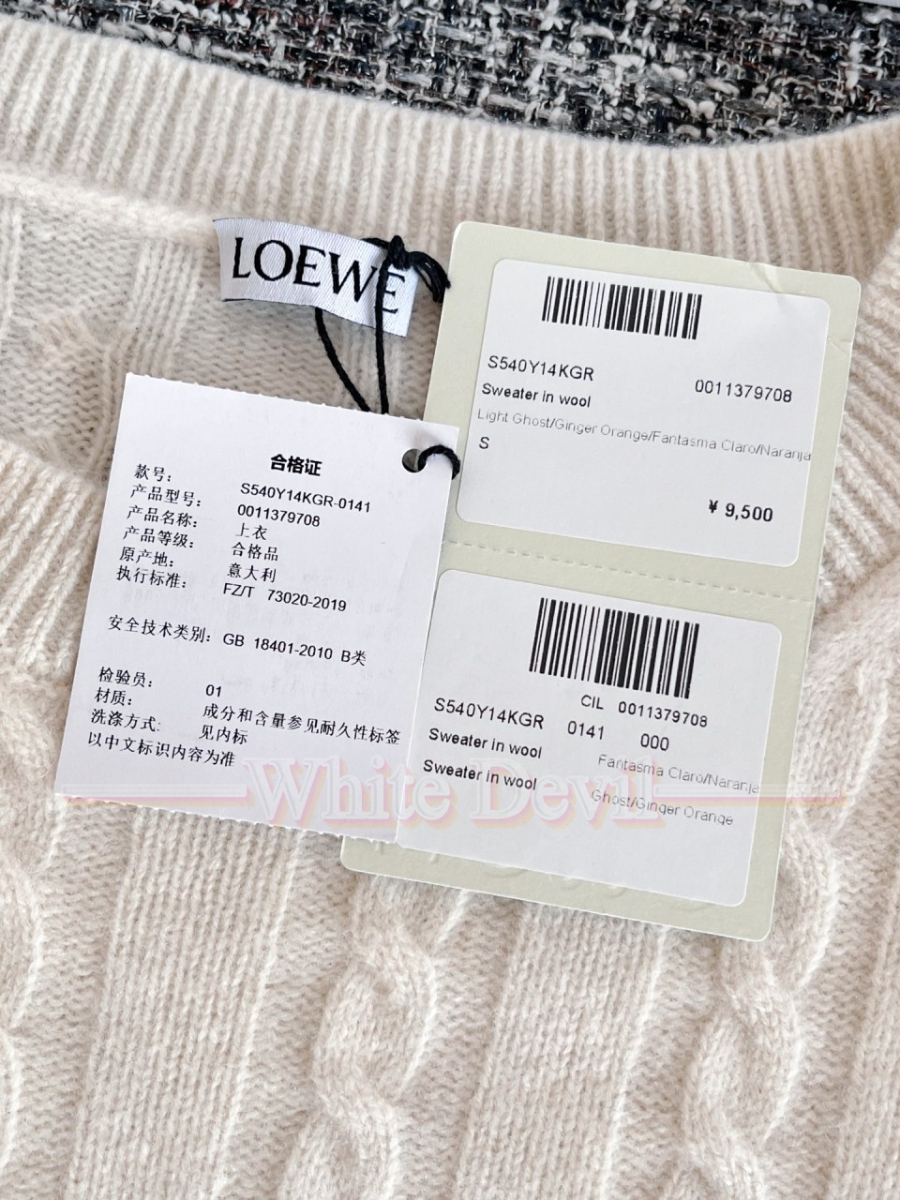 LOEWE
S540Y14KGR
0011379708
Sweater in wool
Light Ghost/Ginger Orange/Fantasma Claro/Naranja
S
¥ 9,500
合格证
款号: S540Y14KGR-0141
产品型号: 0011379708
产品名称: 上衣
产品等级: 合格品
原产地: 意大利
执行标准: FZ/T 73020-2019
安全技术类别: GB 18401-2010 B类
检验员: 01
材质: 成分和含量参见耐久性标签
洗涤方式: 见内标
以中文标识内容为准
CIL 0011379708
S540Y14KGR 0141 000
Sweater in wool Fantasma Claro/Naranja
Sweater in wool Ghost/Ginger Orange
White Devil